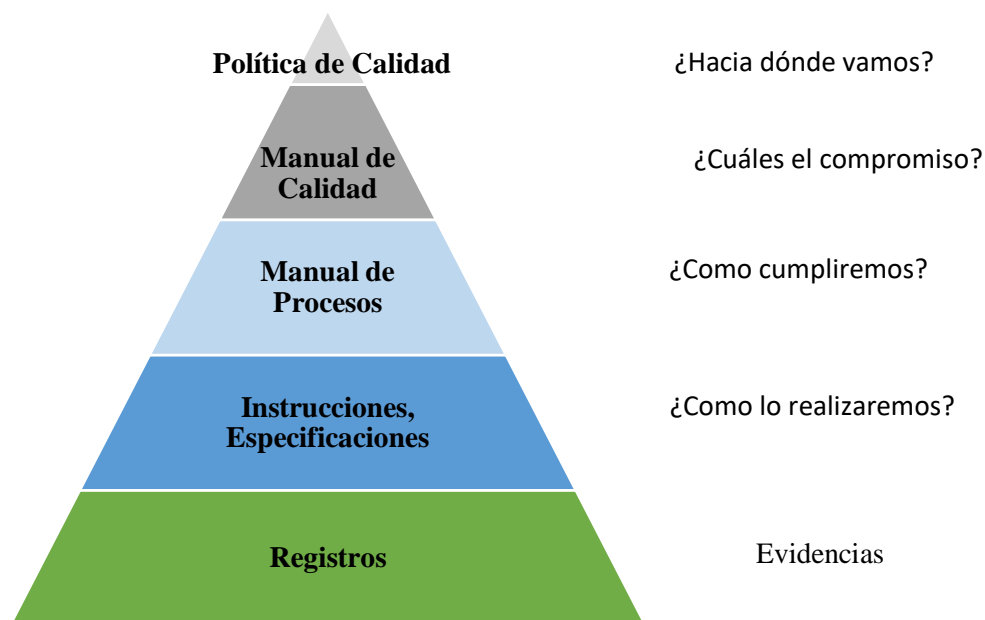 Política de Calidad
¿Hacia dónde vamos?
Manual de
Calidad
¿Cuáles el compromiso?
Manual de
Procesos
¿Como cumpliremos?
Instrucciones,
Especificaciones
¿Como lo realizaremos?
Registros
Evidencias